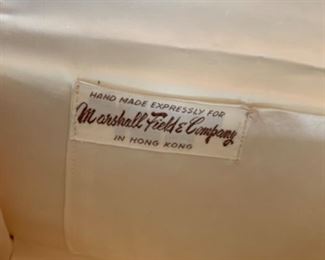 HAND MADE EXPRESSLY FOR
Marshall Field & Company
IN HONG KONG